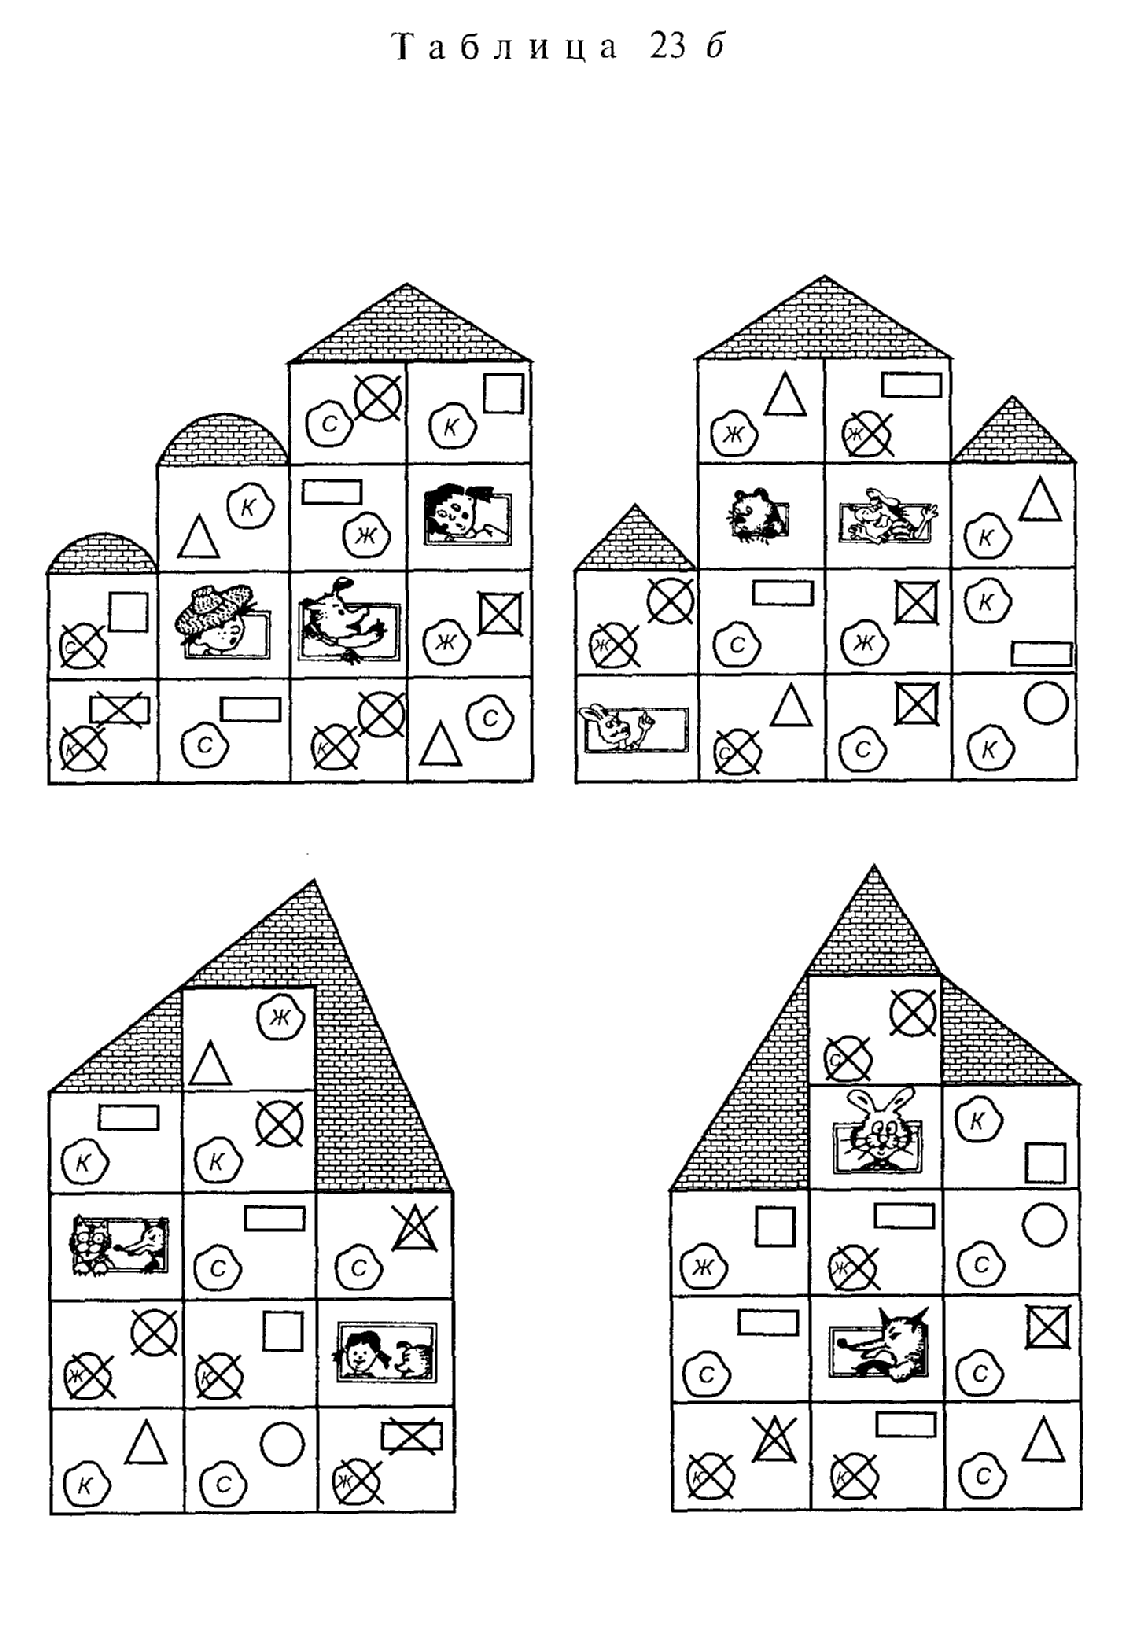 Таблица 23 б
С К
К Ж
С Ж
К С К С
Ж Ж
К
Ж С Ж К
С С К
Ж
К К
С С
Ж К
К С Ж
С
К
Ж Ж С
С С
К К С